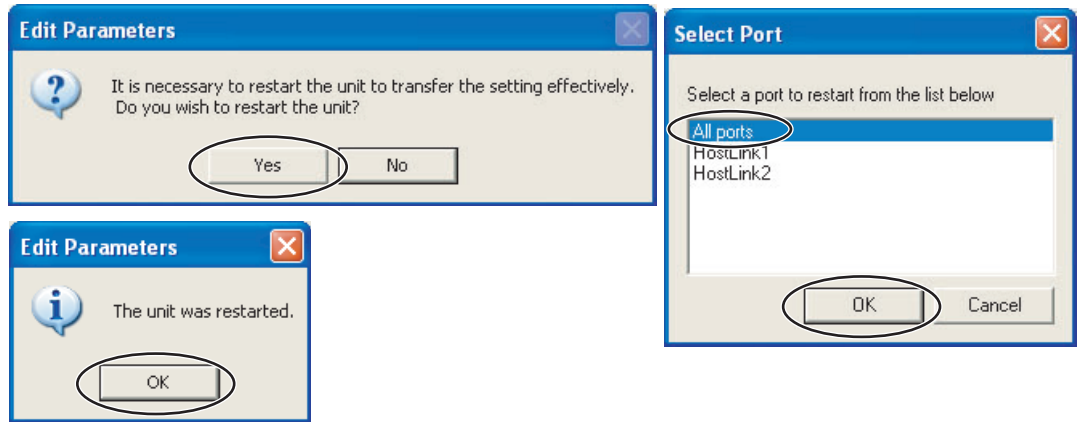 Edit Parameters
It is necessary to restart the unit to transfer the setting effectively.
Do you wish to restart the unit?
Yes
No
Select Port
Select a port to restart from the list below
All ports
HostLink1
HostLink2
OK
Cancel
Edit Parameters
The unit was restarted.
OK